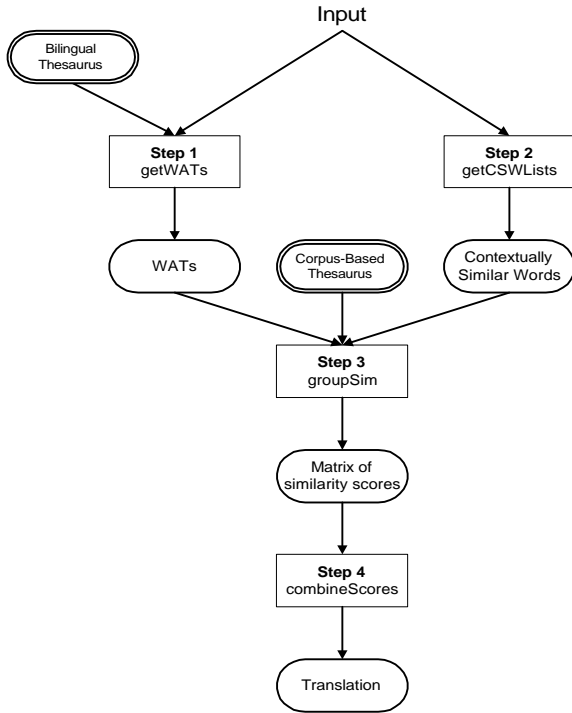 Input
Bilingual
Thesaurus
Step 1
getWATs
Step 2
getCSWLists
WATs
Corpus-Based
Thesaurus
Contextually
Similar Words
Step 3
groupSim
Matrix of
similarity scores
Step 4
combineScores
Translation